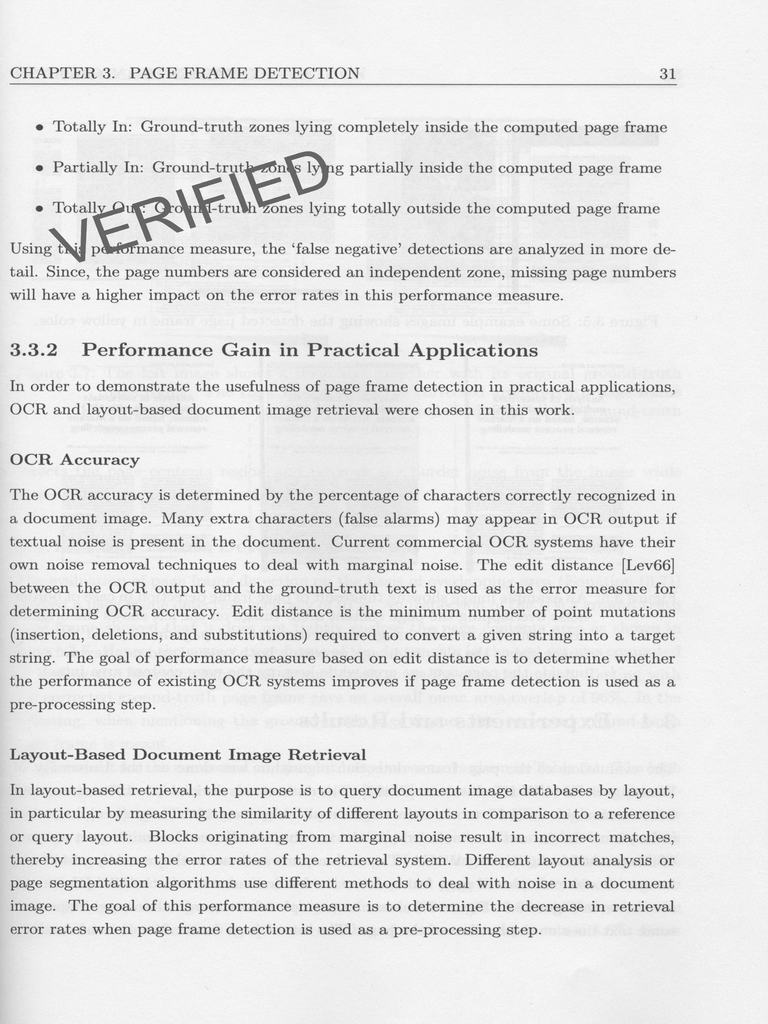 CHAPTER 3. PAGE FRAME DETECTION 31
• Totally In: Ground-truth zones lying completely inside the computed page frame
• Partially In: Ground-truth zones lying partially inside the computed page frame
• Totally Out: Ground-truth zones lying totally outside the computed page frame
VERIFIED
Using this performance measure, the ‘false negative’ detections are analyzed in more de-
tail. Since, the page numbers are considered an independent zone, missing page numbers
will have a higher impact on the error rates in this performance measure.
3.3.2 Performance Gain in Practical Applications
In order to demonstrate the usefulness of page frame detection in practical applications,
OCR and layout-based document image retrieval were chosen in this work.
OCR Accuracy
The OCR accuracy is determined by the percentage of characters correctly recognized in
a document image. Many extra characters (false alarms) may appear in OCR output if
textual noise is present in the document. Current commercial OCR systems have their
own noise removal techniques to deal with marginal noise. The edit distance [Lev66]
between the OCR output and the ground-truth text is used as the error measure for
determining OCR accuracy. Edit distance is the minimum number of point mutations
(insertion, deletions, and substitutions) required to convert a given string into a target
string. The goal of performance measure based on edit distance is to determine whether
the performance of existing OCR systems improves if page frame detection is used as a
pre-processing step.
Layout-Based Document Image Retrieval
In layout-based retrieval, the purpose is to query document image databases by layout,
in particular by measuring the similarity of different layouts in comparison to a reference
or query layout. Blocks originating from marginal noise result in incorrect matches,
thereby increasing the error rates of the retrieval system. Different layout analysis or
page segmentation algorithms use different methods to deal with noise in a document
image. The goal of this performance measure is to determine the decrease in retrieval
error rates when page frame detection is used as a pre-processing step.